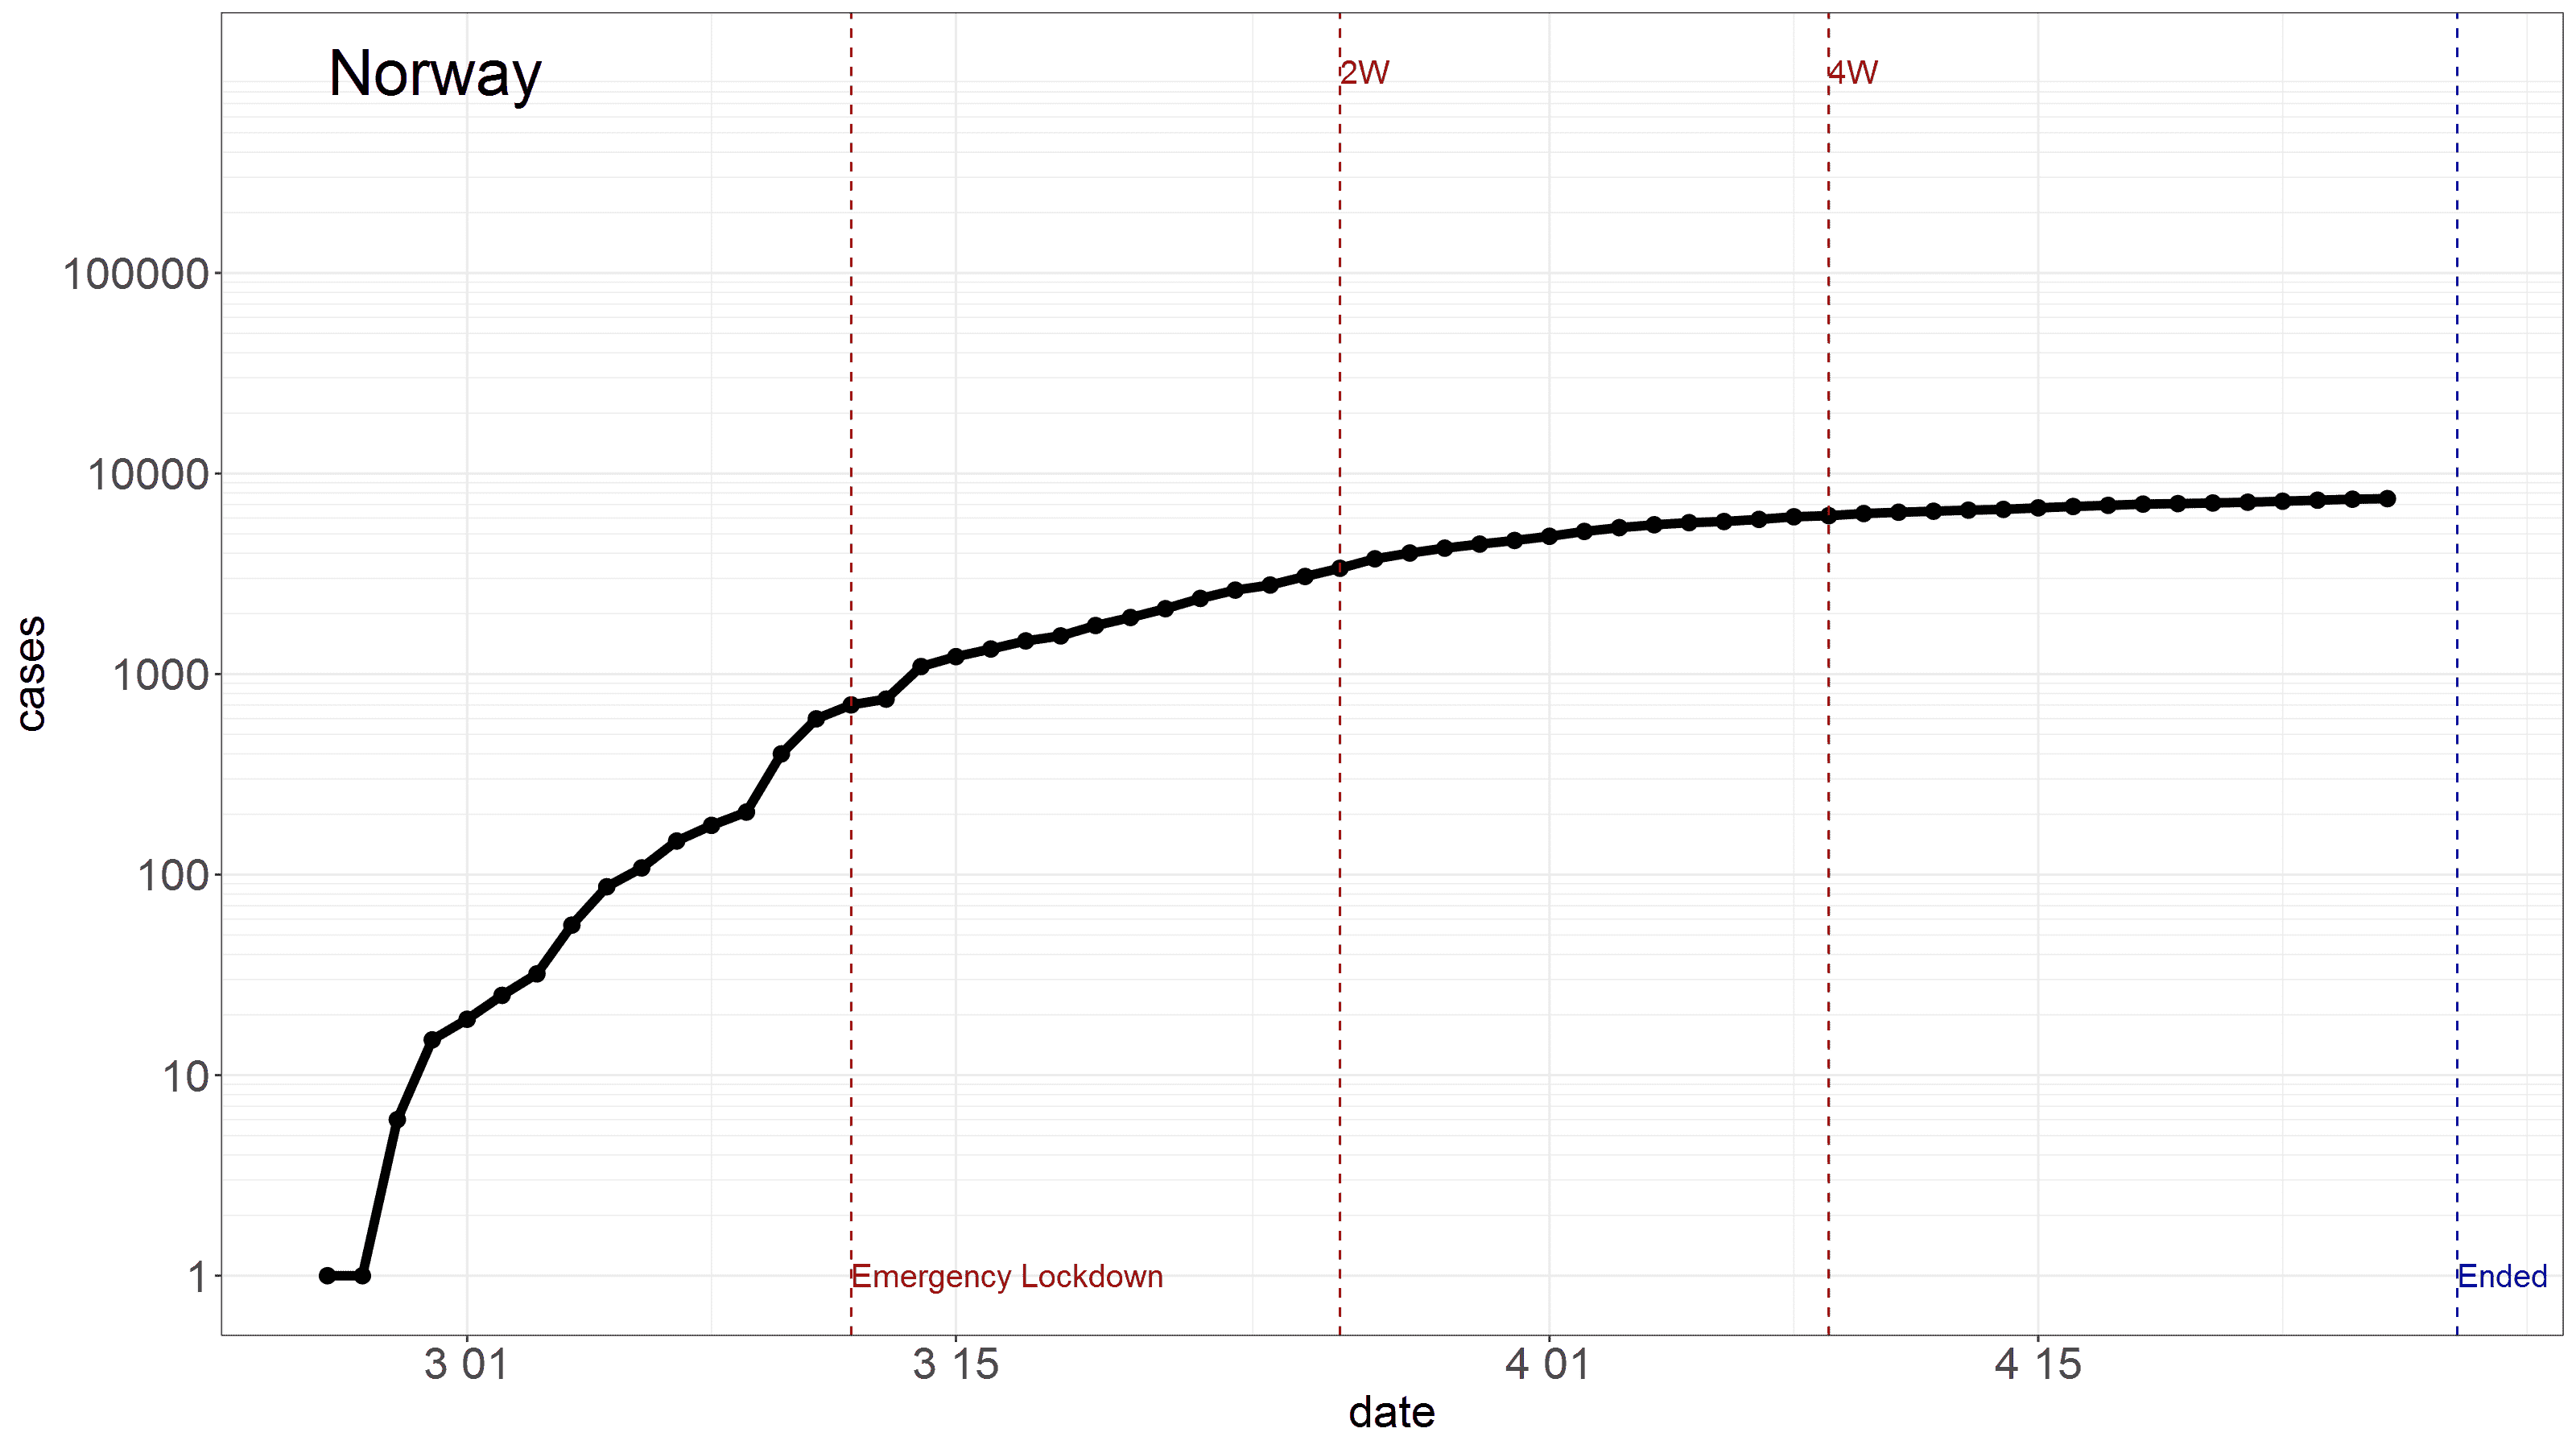 Norway
2W
4W
100000
10000
1000
100
10
1
cases
Emergency Lockdown
Ended
3 01
3 15
4 01
4 15
date